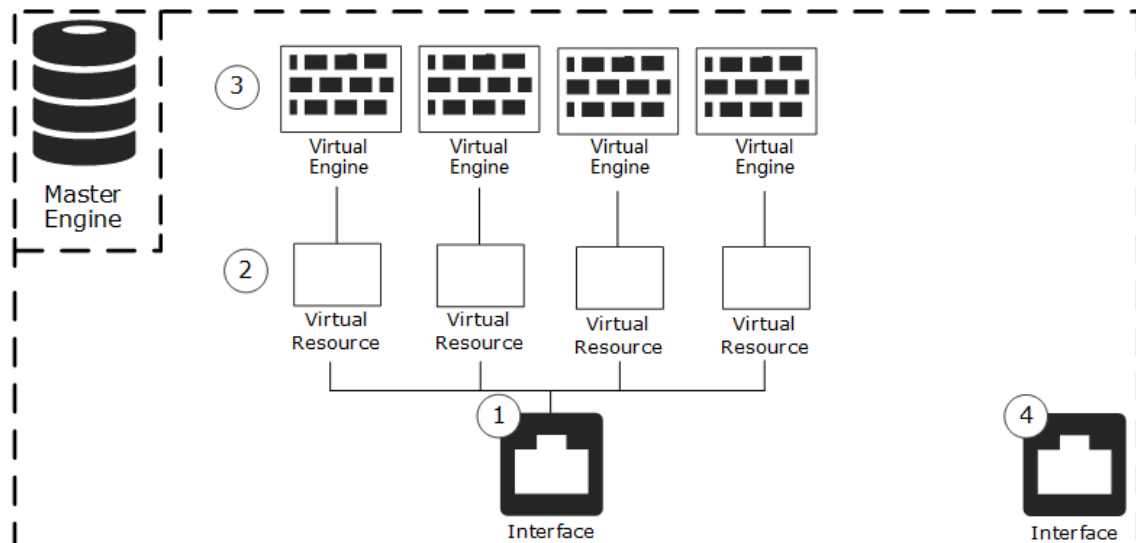 Master
Engine
3
Virtual
Engine
Virtual
Engine
Virtual
Engine
Virtual
Engine
2
Virtual
Resource
Virtual
Resource
Virtual
Resource
Virtual
Resource
1
Interface
4
Interface